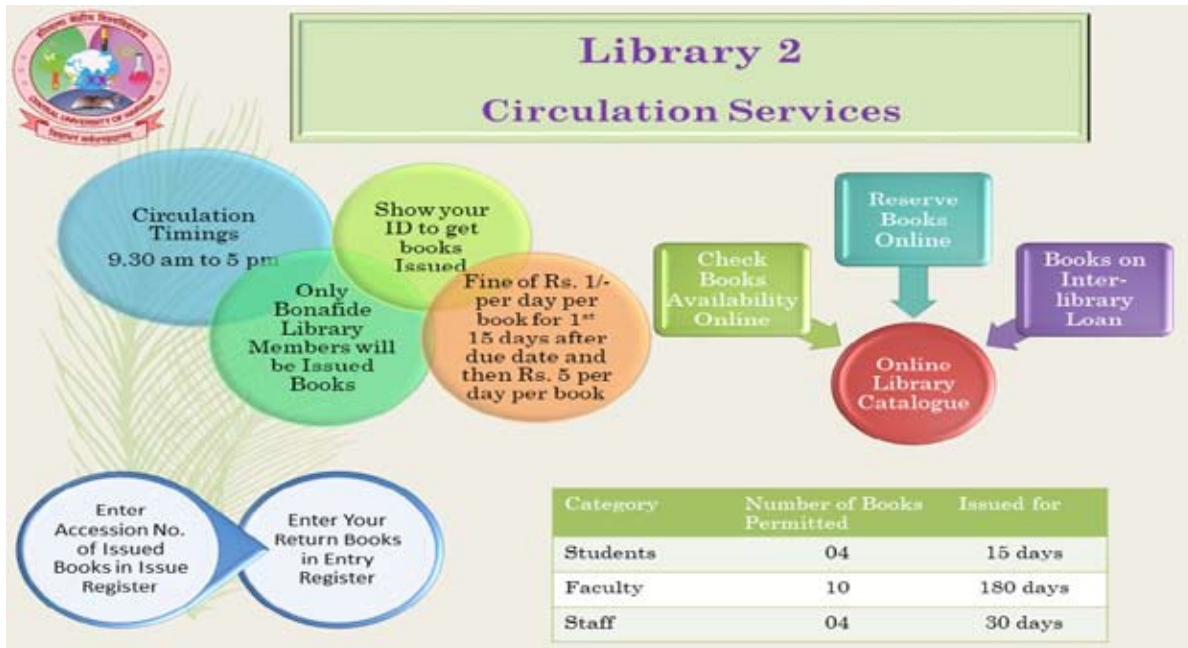 Library 2
Circulation Services
CENTRAL UNIVERSITY OF HARYANA
Circulation
Timings
9.30 am to 5 pm
Show your
ID to get
books
Issued
Only
Bonafide
Library
Members will
be Issued
Books
Fine of Rs. 1/-
per day per
book for 1st
15 days after
due date and
then Rs. 5 per
day per book
Check
Books
Availability
Online
Reserve
Books
Online
Books on
Inter-
library
Loan
Online
Library
Catalogue
Enter
Accession No.
of Issued
Books in Issue
Register
Enter Your
Return Books
in Entry
Register
Category Number of Books Permitted Issued for
Students 04 15 days
Faculty 10 180 days
Staff 04 30 days